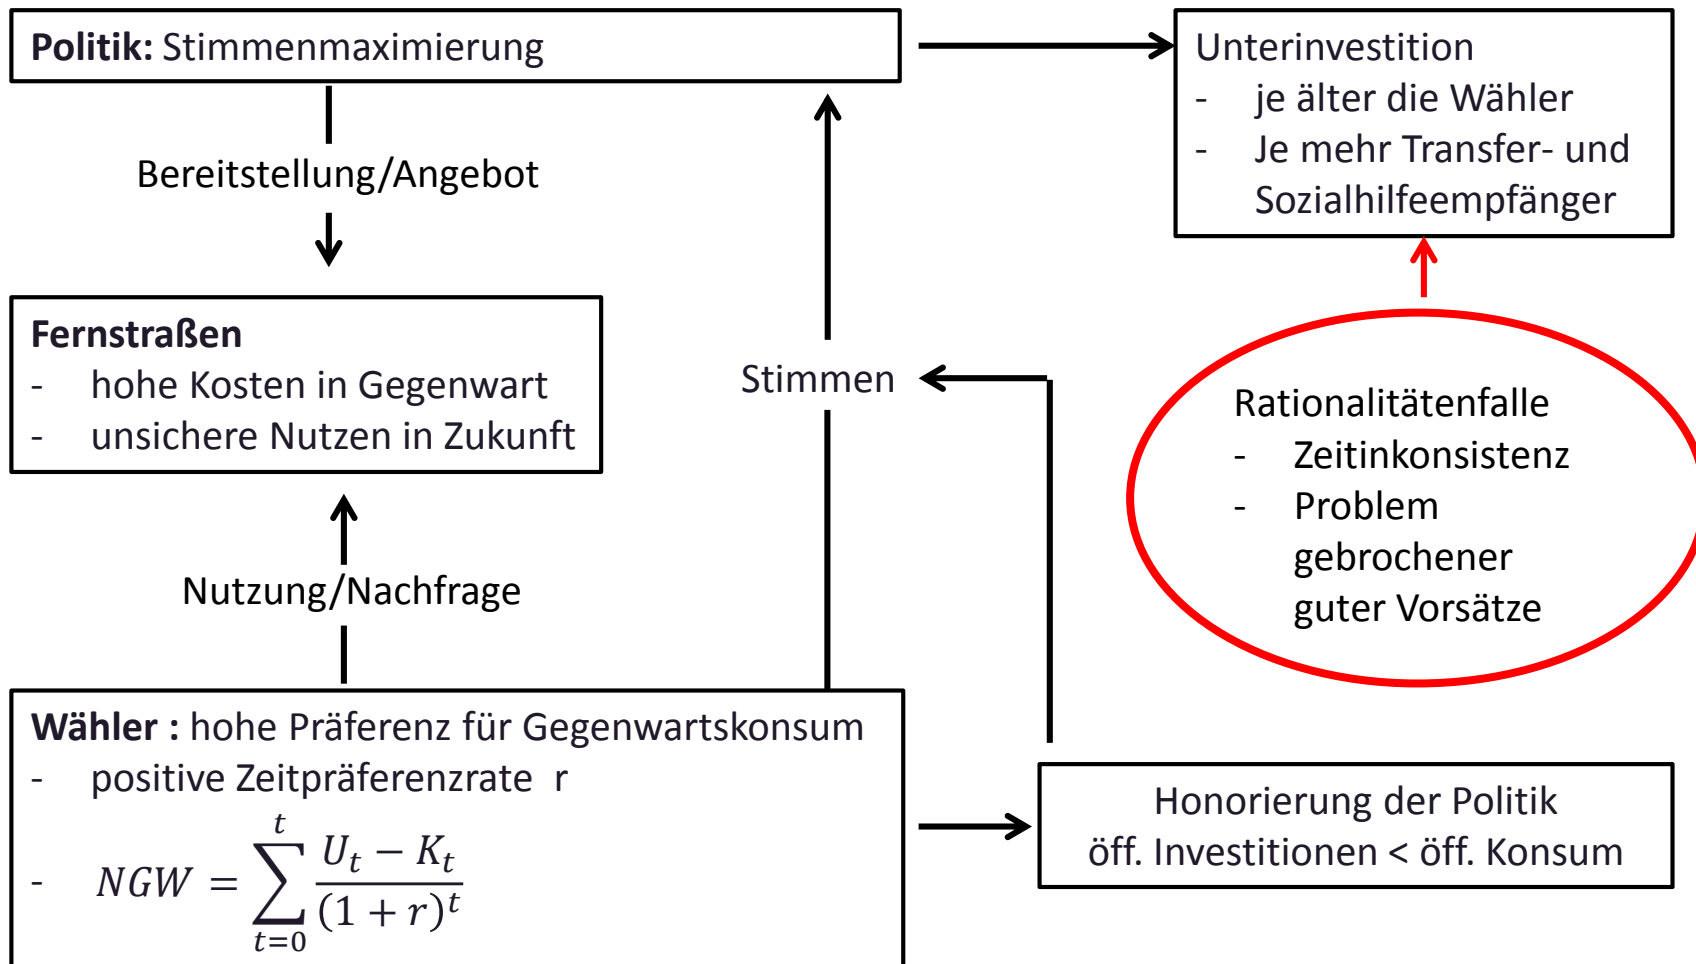 Politik: Stimmenmaximierung
Unterinvestition
- je älter die Wähler
- Je mehr Transfer- und
Sozialhilfeempfänger
Bereitstellung/Angebot
Fernstraßen
- hohe Kosten in Gegenwart
- unsichere Nutzen in Zukunft
Stimmen
Rationalitätenfalle
- Zeitinkonsistenz
- Problem
gebrochener
guter Vorsätze
Nutzung/Nachfrage
Wähler : hohe Präferenz für Gegenwartskonsum
- positive Zeitpräferenzrate r
- $NGW = \sum_{t=0}^{t} \frac{U_t - K_t}{(1 + r)^t}$
Honorierung der Politik
öff. Investitionen < öff. Konsum